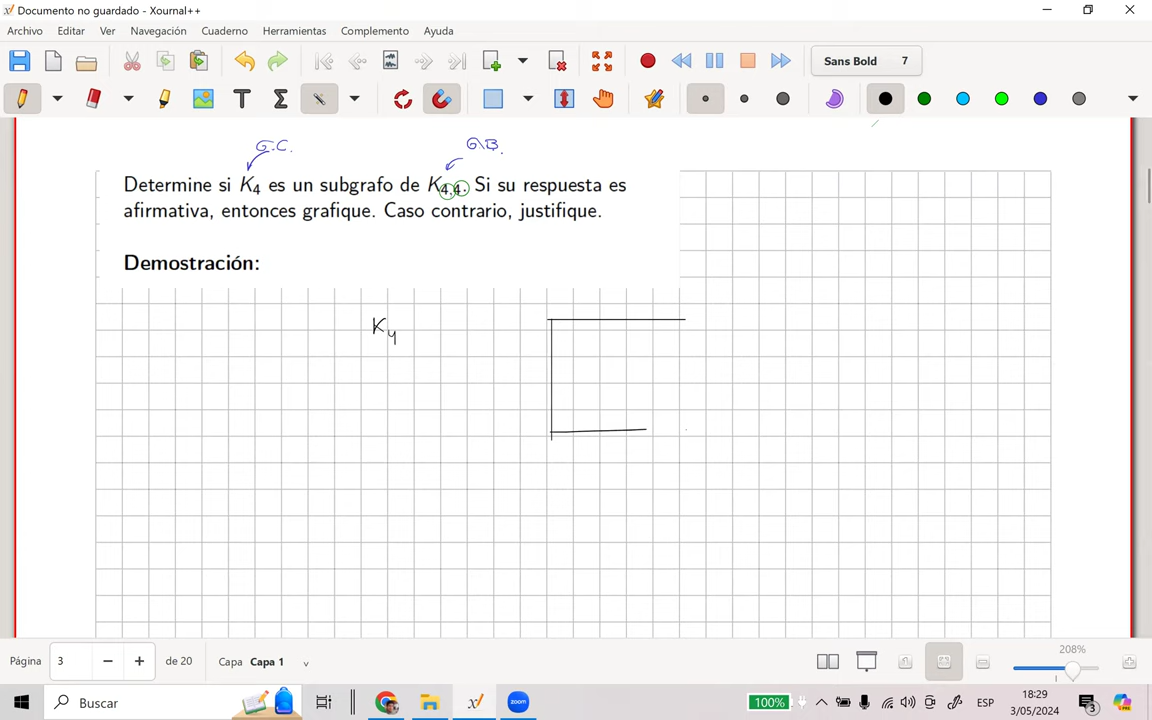 Documento no guardado - Xournal++
Archivo Editar Ver Navegación Cuaderno Herramientas Complemento Ayuda
Sans Bold 7
G.C. G.B.
Determine si K4 es un subgrafo de K4,4. Si su respuesta es
afirmativa, entonces grafique. Caso contrario, justifique.
Demostración:
K4
Página 3 de 20 Capa Capa 1 208%
Buscar zoom 100% ESP 18:29
3/05/2024 3